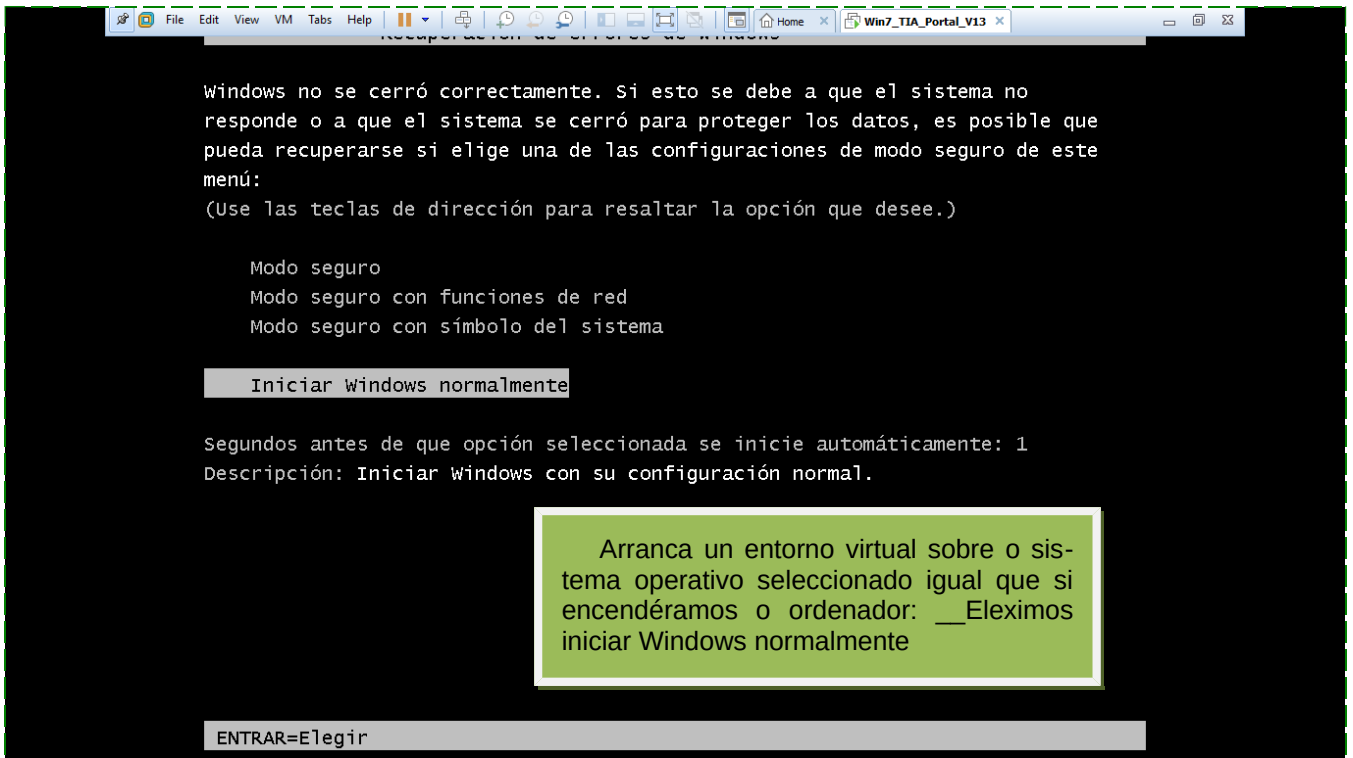 File Edit View VM Tabs Help Home Win7_TIA_Portal_V13
Recuperación de errores de Windows
Windows no se cerró correctamente. Si esto se debe a que el sistema no
responde o a que el sistema se cerró para proteger los datos, es posible que
pueda recuperarse si elige una de las configuraciones de modo seguro de este
menú:
(Use las teclas de dirección para resaltar la opción que desee.)
Modo seguro
Modo seguro con funciones de red
Modo seguro con símbolo del sistema
Iniciar Windows normalmente
Segundos antes de que opción seleccionada se inicie automáticamente: 1
Descripción: Iniciar Windows con su configuración normal.
Arranca un entorno virtual sobre o sis-
tema operativo seleccionado igual que si
encendéramos o ordenador: __Eleximos
iniciar Windows normalmente
ENTRAR=Elegir